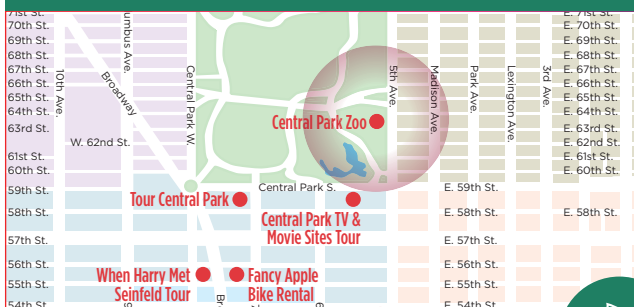 70th St.
69th St.
68th St.
67th St.
66th St.
65th St.
64th St.
63rd St.
W. 62nd St.
61st St.
60th St.
59th St.
58th St.
57th St.
56th St.
55th St.
54th St.
10th Ave.
Broadway
Central Park W.
Central Park Zoo
Central Park S.
Tour Central Park
Central Park TV &
Movie Sites Tour
When Harry Met
Seinfeld Tour
Fancy Apple
Bike Rental
5th Ave.
Madison Ave.
Park Ave.
Lexington Ave.
3rd Ave.
E. 71st St.
E. 70th St.
E. 69th St.
E. 68th St.
E. 67th St.
E. 66th St.
E. 65th St.
E. 64th St.
E. 63rd St.
E. 62nd St.
E. 61st St.
E. 60th St.
E. 59th St.
E. 58th St.
E. 58th St.
E. 57th St.
E. 56th St.
E. 55th St.
E. 54th St.